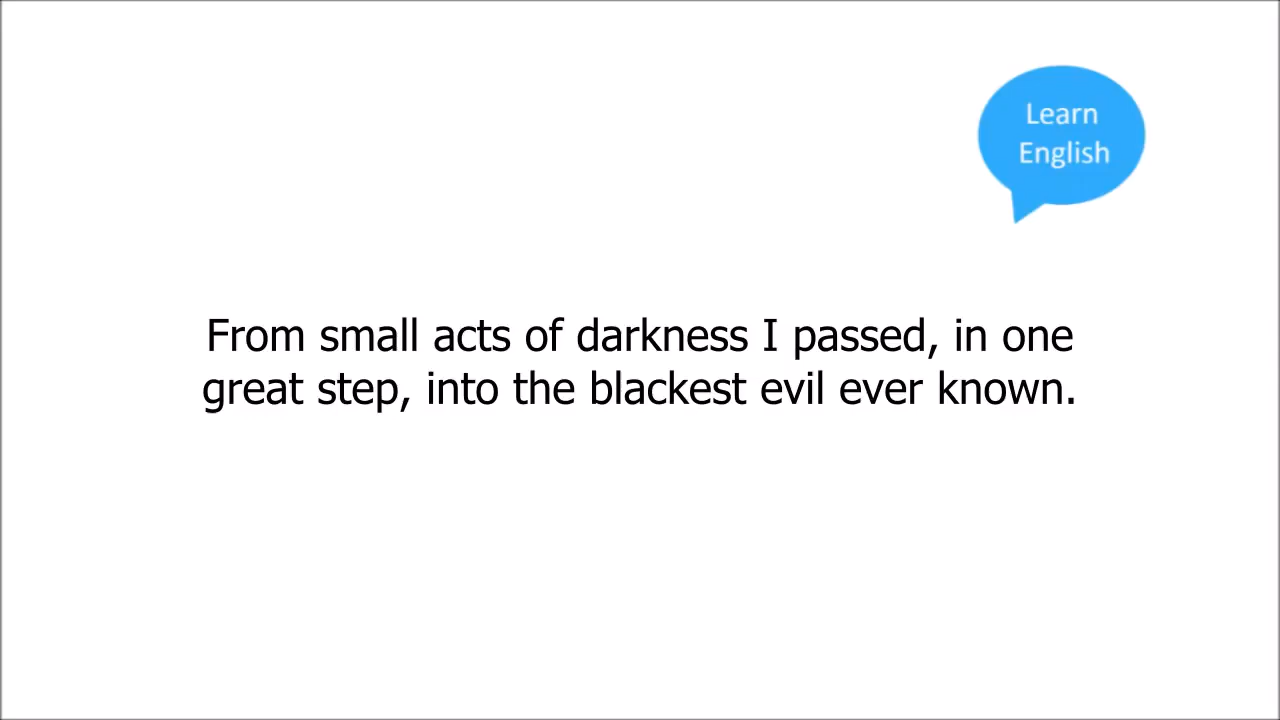 Learn
English
From small acts of darkness I passed, in one
great step, into the blackest evil ever known.